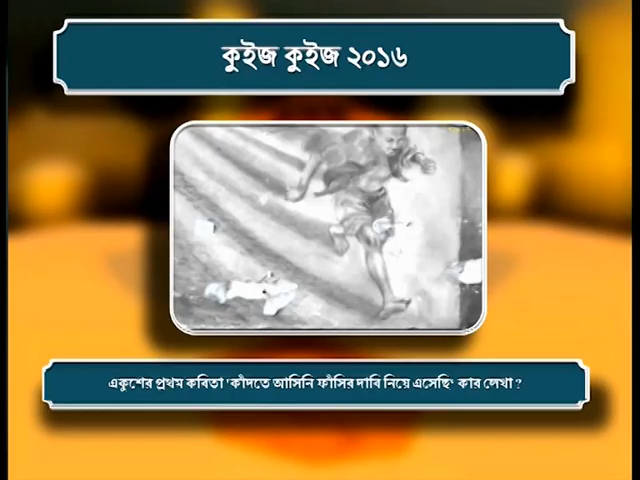 কুইজ কুইজ ২০১৬
একুশের প্রথম কবিতা 'কাঁদতে আসিনি ফাঁসির দাবি নিয়ে এসেছি' কার লেখা?